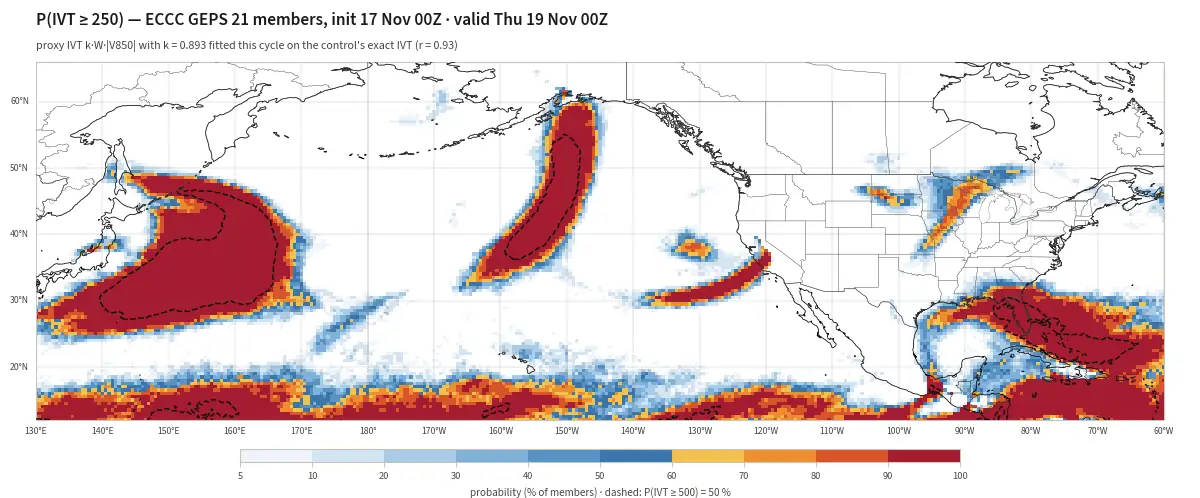 P(IVT ≥ 250) — ECCC GEPS 21 members, init 17 Nov 00Z · valid Thu 19 Nov 00Z
proxy IVT k·W·|V850| with k = 0.893 fitted this cycle on the control's exact IVT (r = 0.93)
60°N
50°N
40°N
30°N
20°N
130°E 140°E 150°E 160°E 170°E 180° 170°W 160°W 150°W 140°W 130°W 120°W 110°W 100°W 90°W 80°W 70°W 60°W
5 10 20 30 40 50 60 70 80 90 100
probability (% of members) · dashed: P(IVT ≥ 500) = 50 %